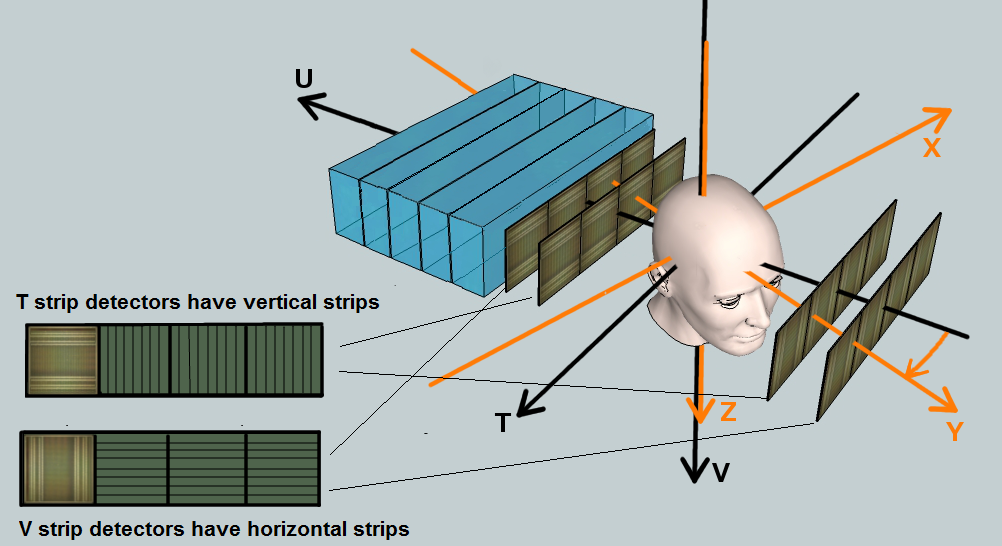 U
X
T strip detectors have vertical strips
T
Z
Y
V
V strip detectors have horizontal strips